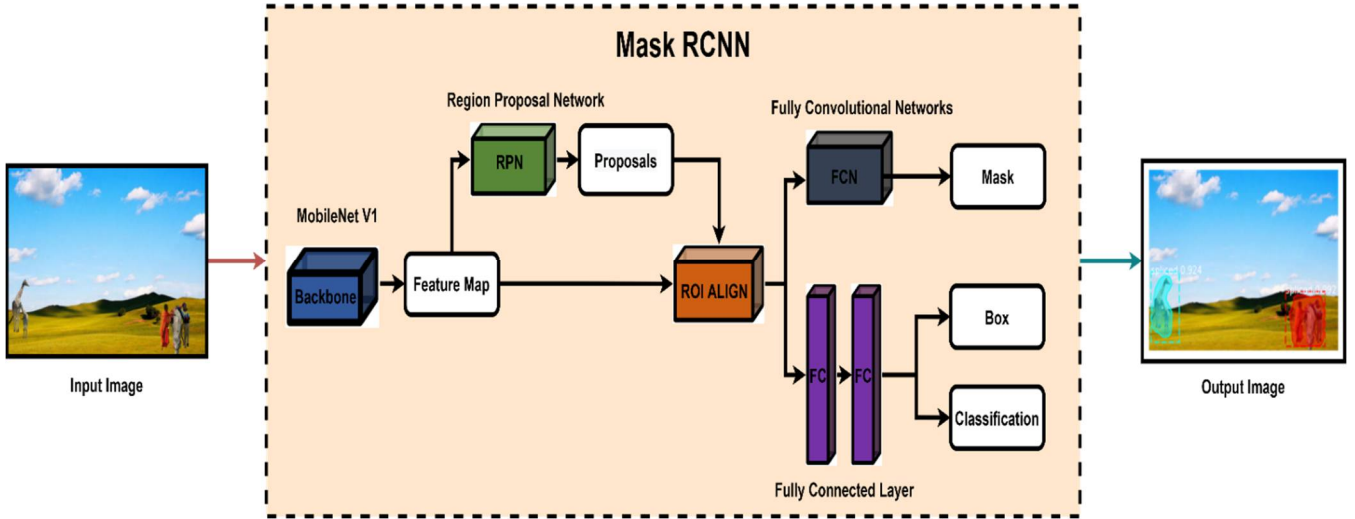 Mask RCNN
Region Proposal Network
Fully Convolutional Networks
RPN
Proposals
FCN
Mask
MobileNet V1
Backbone
Feature Map
ROI ALIGN
FC
FC
Box
Classification
Fully Connected Layer
Input Image
Output Image